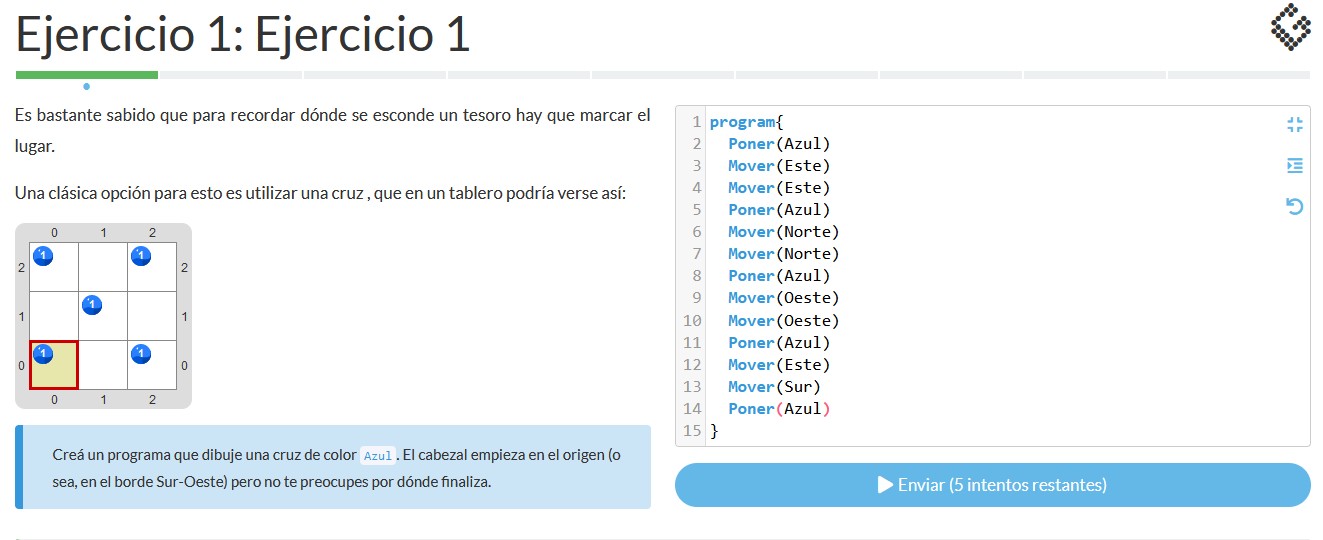 Ejercicio 1: Ejercicio 1
Es bastante sabido que para recordar dónde se esconde un tesoro hay que marcar el
lugar.
Una clásica opción para esto es utilizar una cruz , que en un tablero podría verse así:
0 1 2
2 1 1 2
1 1 1
0 1 1 0
0 1 2
Creá un programa que dibuje una cruz de color Azul . El cabezal empieza en el origen (o
sea, en el borde Sur-Oeste) pero no te preocupes por dónde finaliza.
1 program{
2 Poner(Azul)
3 Mover(Este)
4 Mover(Este)
5 Poner(Azul)
6 Mover(Norte)
7 Mover(Norte)
8 Poner(Azul)
9 Mover(Oeste)
10 Mover(Oeste)
11 Poner(Azul)
12 Mover(Este)
13 Mover(Sur)
14 Poner(Azul)
15 }
Enviar (5 intentos restantes)